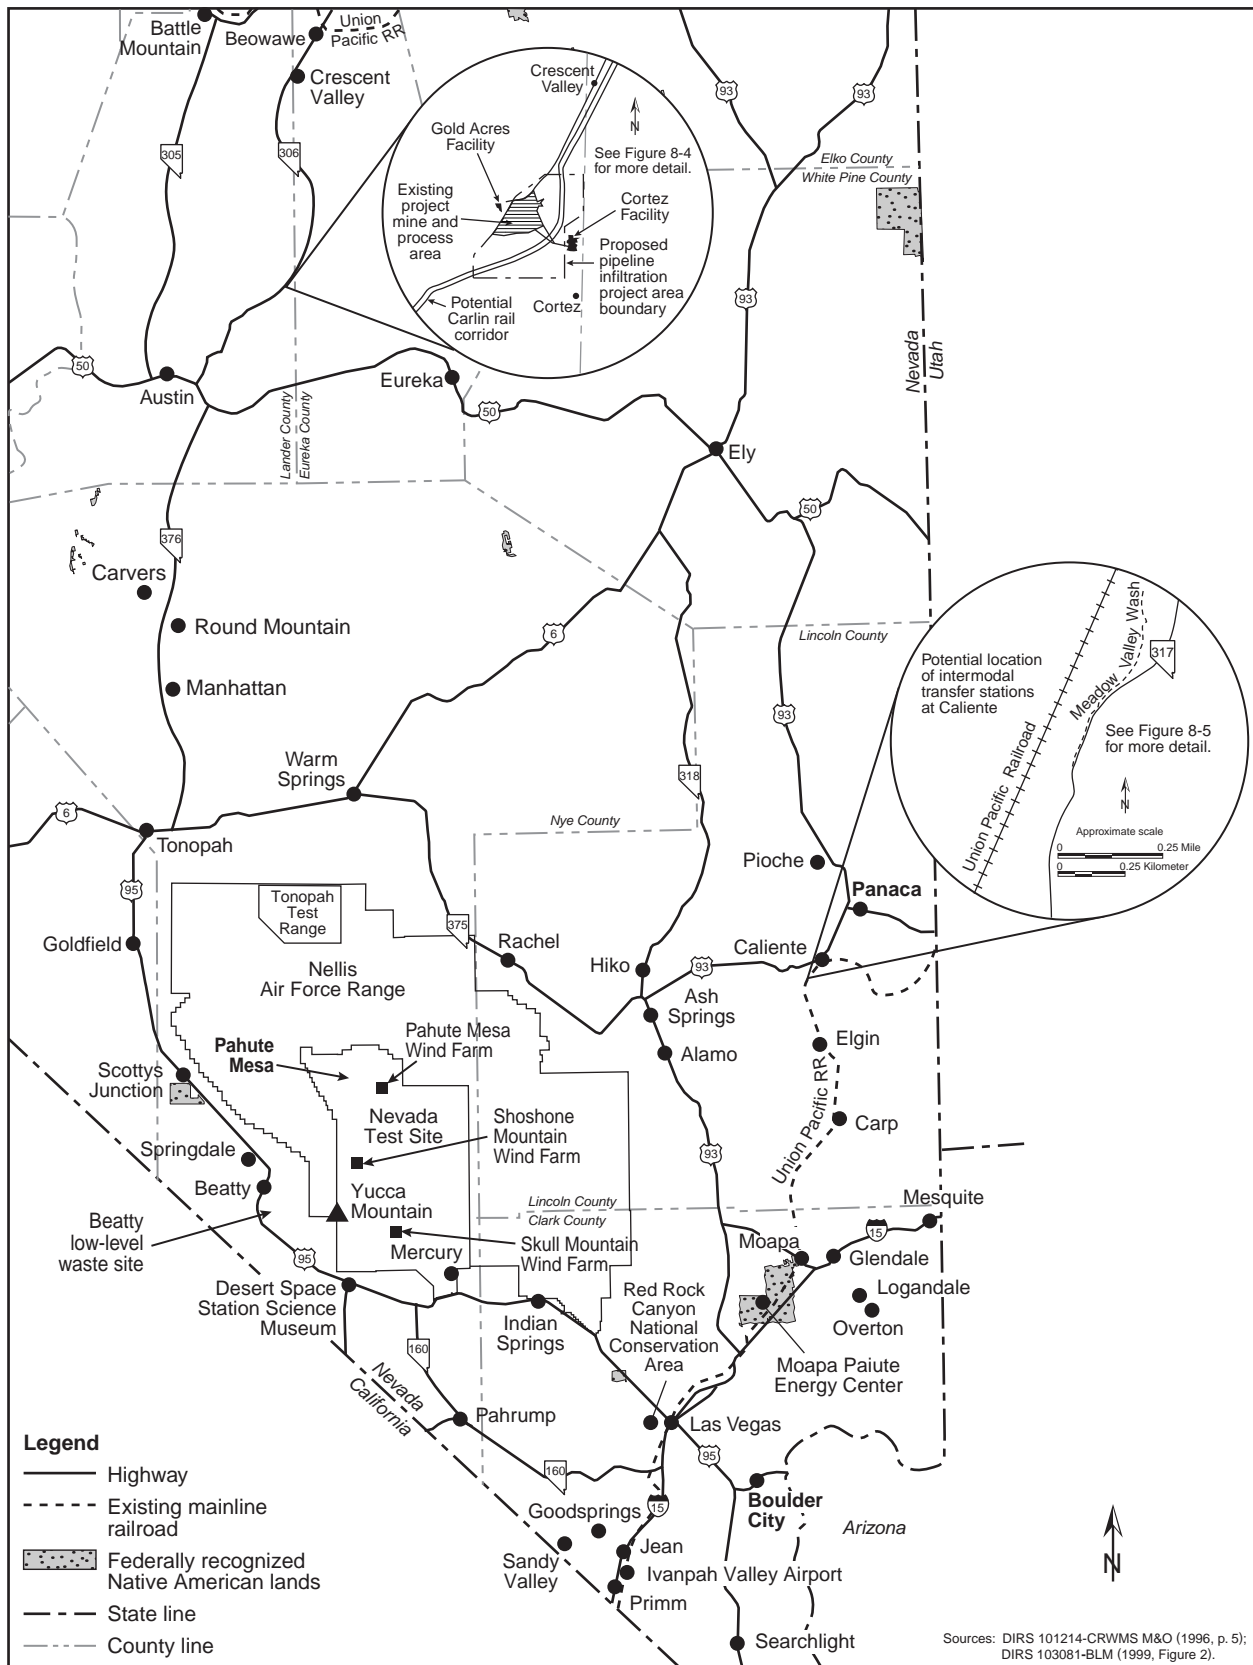 Battle
Mountain
Beowawe
Union
Pacific RR
Crescent
Valley
305
306
93
93
Crescent
Valley
N
Gold Acres
Facility
See Figure 8-4
for more detail.
Existing
project
mine and
process
area
Cortez
Facility
Proposed
pipeline
infiltration
project area
boundary
Cortez
Potential
Carlin rail
corridor
Elko County
White Pine County
93
Nevada
Utah
50
Austin
Eureka
50
Lander County
Eureka County
Ely
50
376
Carvers
Round Mountain
Manhattan
6
Lincoln County
93
Potential location
of intermodal
transfer stations
at Caliente
Union Pacific Railroad
Meadow Valley Wash
317
See Figure 8-5
for more detail.
N
Approximate scale
0 0.25 Mile
0 0.25 Kilometer
Warm
Springs
318
6
Tonopah
Nye County
Pioche
Panaca
95
Tonopah
Test
Range
375
Goldfield
Rachel
Hiko
93
Caliente
Nellis
Air Force Range
Ash
Springs
Pahute
Mesa
Pahute Mesa
Wind Farm
Alamo
Elgin
Scottys
Junction
Union Pacific RR
Nevada
Test Site
Shoshone
Mountain
Wind Farm
Carp
Springdale
93
Beatty
Yucca
Mountain
Lincoln County
Clark County
Mesquite
Beatty
low-level
waste site
Skull Mountain
Wind Farm
15
95
Mercury
Moapa
Glendale
Desert Space
Station Science
Museum
Indian
Springs
Red Rock
Canyon
National
Conservation
Area
Logandale
Overton
160
Moapa Paiute
Energy Center
Nevada
California
Pahrump
Las Vegas
95
160
15
Boulder
City
Arizona
Goodsprings
Sandy
Valley
Jean
Ivanpah Valley Airport
Primm
Searchlight
N
Legend
Highway
Existing mainline
railroad
Federally recognized
Native American lands
State line
County line
Sources: DIRS 101214-CRWMS M&O (1996, p. 5);
DIRS 103081-BLM (1999, Figure 2).